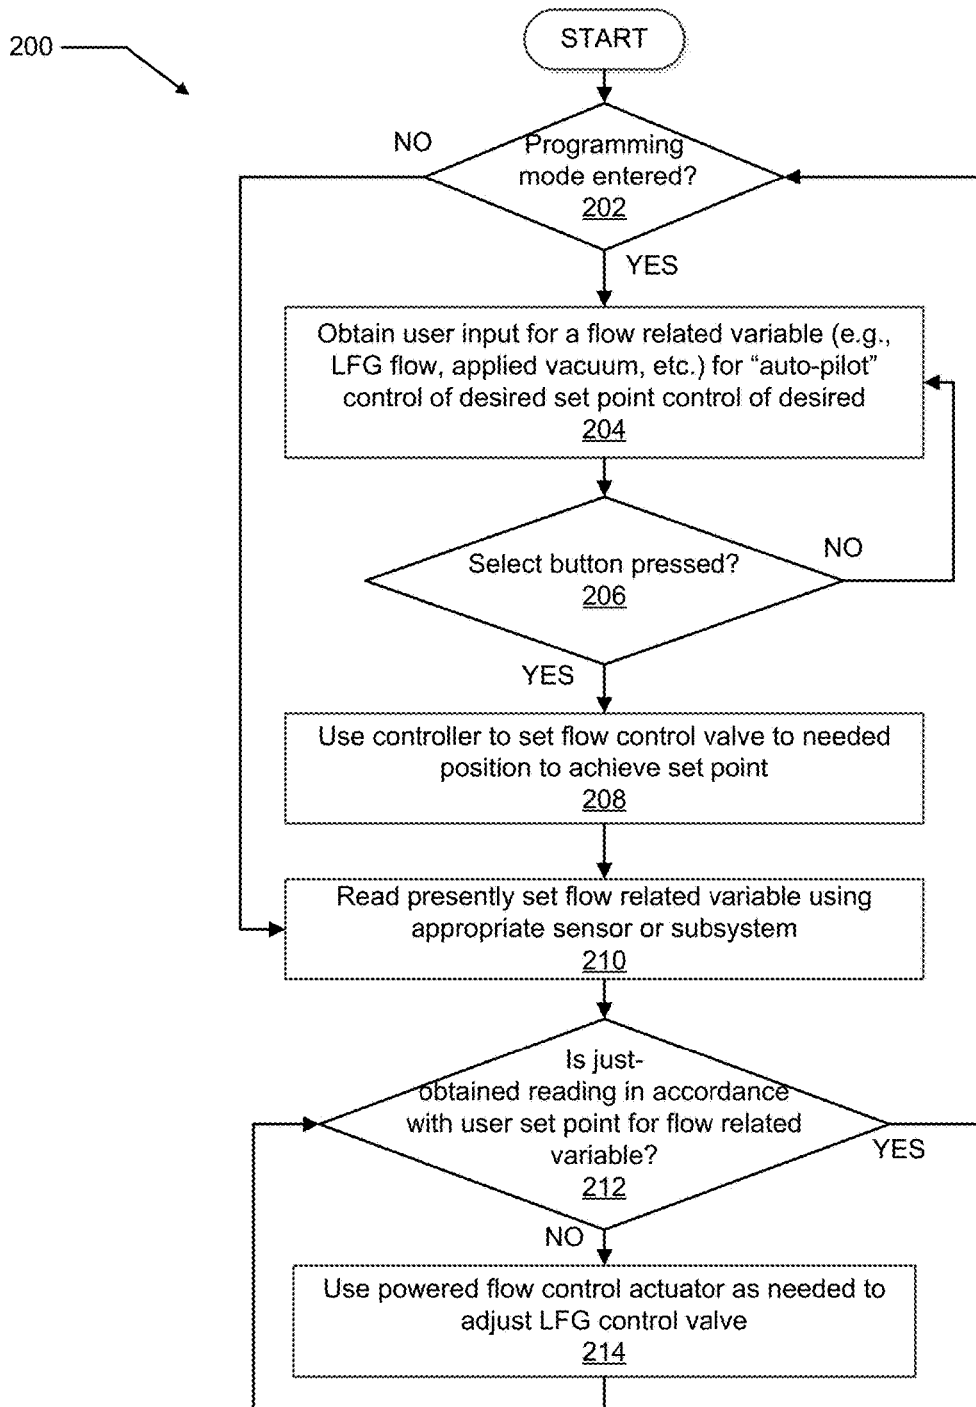 200
START
NO
Programming
mode entered?
202
YES
Obtain user input for a flow related variable (e.g.,
LFG flow, applied vacuum, etc.) for “auto-pilot”
control of desired set point control of desired
204
Select button pressed?
206
NO
YES
Use controller to set flow control valve to needed
position to achieve set point
208
Read presently set flow related variable using
appropriate sensor or subsystem
210
Is just-
obtained reading in accordance
with user set point for flow related
variable?
212
YES
NO
Use powered flow control actuator as needed to
adjust LFG control valve
214